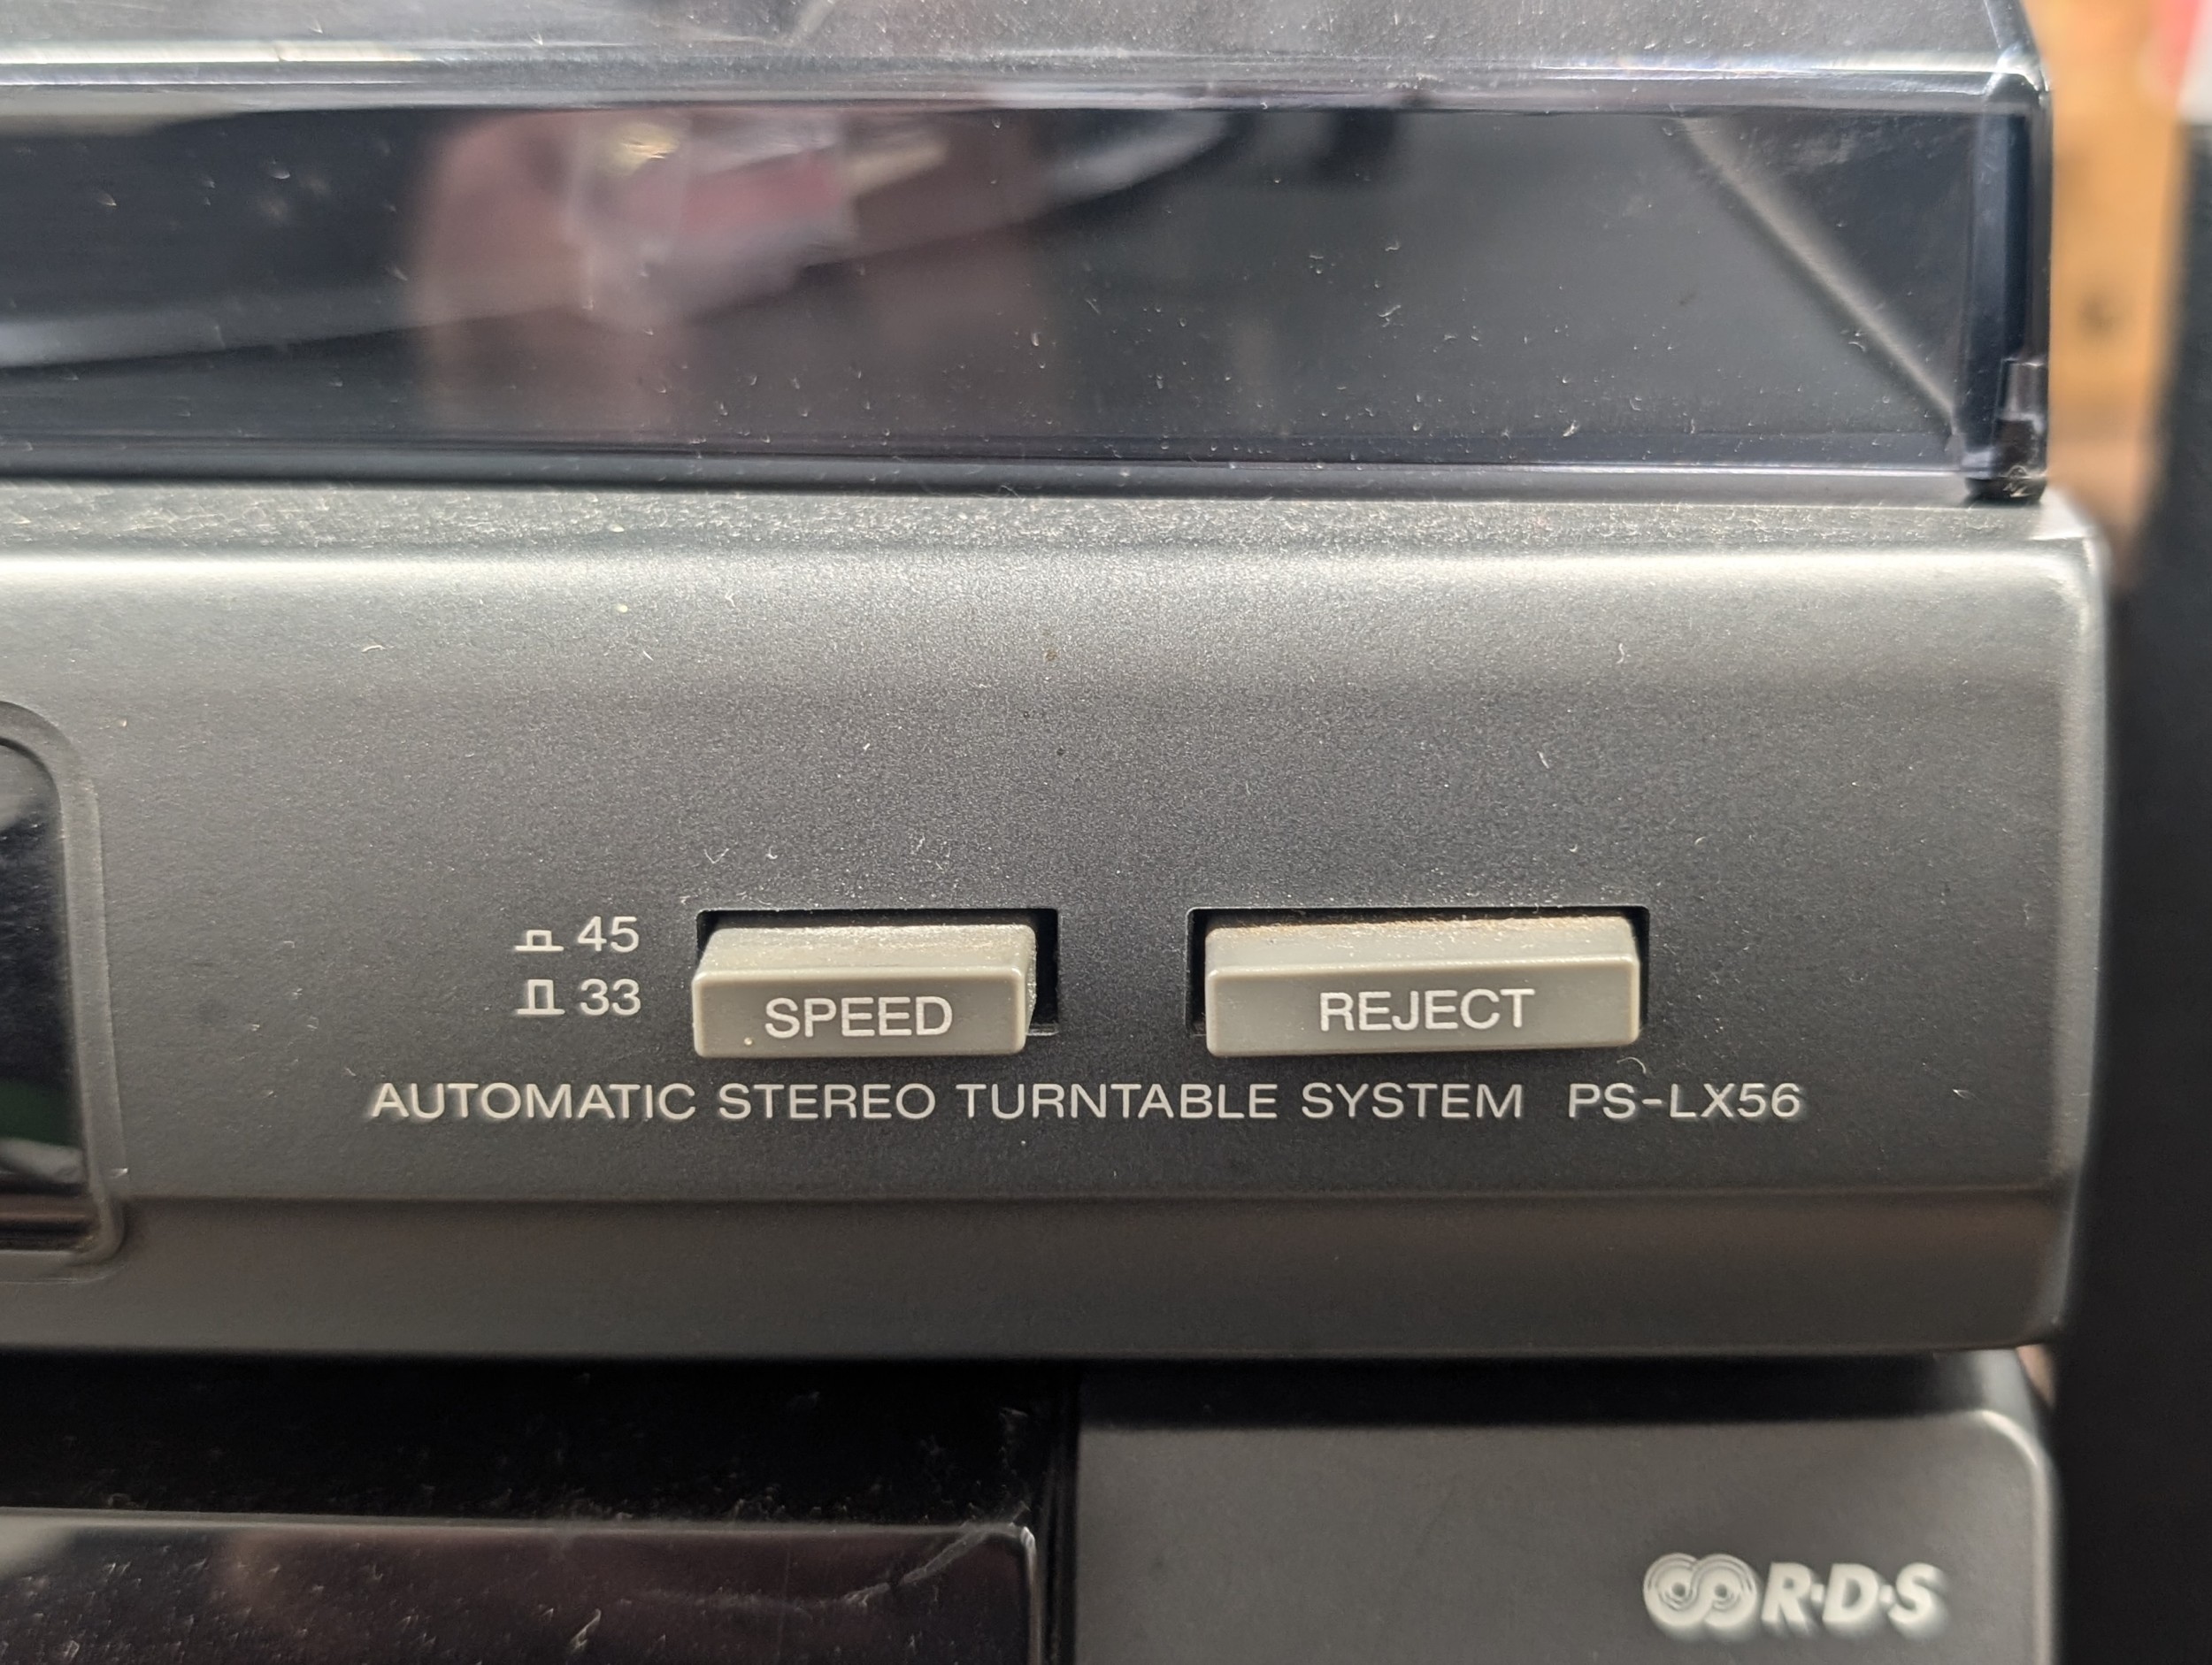 45
33
SPEED
REJECT
AUTOMATIC STEREO TURNTABLE SYSTEM PS-LX56
R·D·S